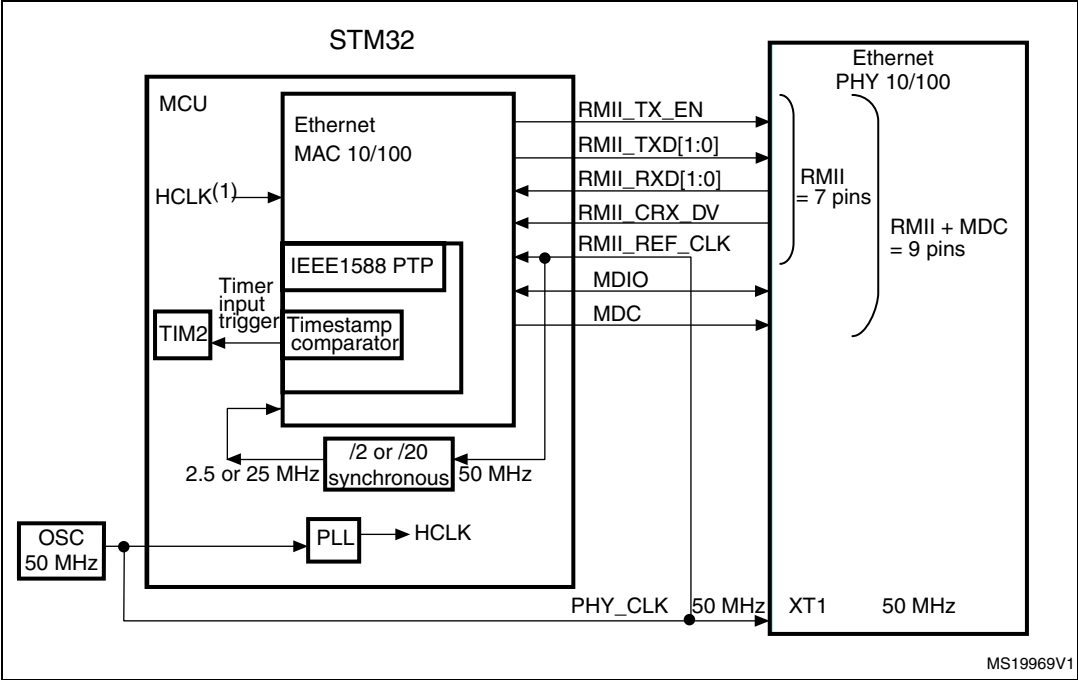 STM32
MCU
Ethernet
MAC 10/100
HCLK(1)
IEEE1588 PTP
Timer
input
trigger
TIM2
Timestamp
comparator
/2 or /20
synchronous
2.5 or 25 MHz
50 MHz
OSC
50 MHz
PLL
HCLK
RMII_TX_EN
RMII_TXD[1:0]
RMII_RXD[1:0]
RMII_CRX_DV
RMII_REF_CLK
MDIO
MDC
PHY_CLK
50 MHz
Ethernet
PHY 10/100
RMII
= 7 pins
RMII + MDC
= 9 pins
XT1
50 MHz
MS19969V1